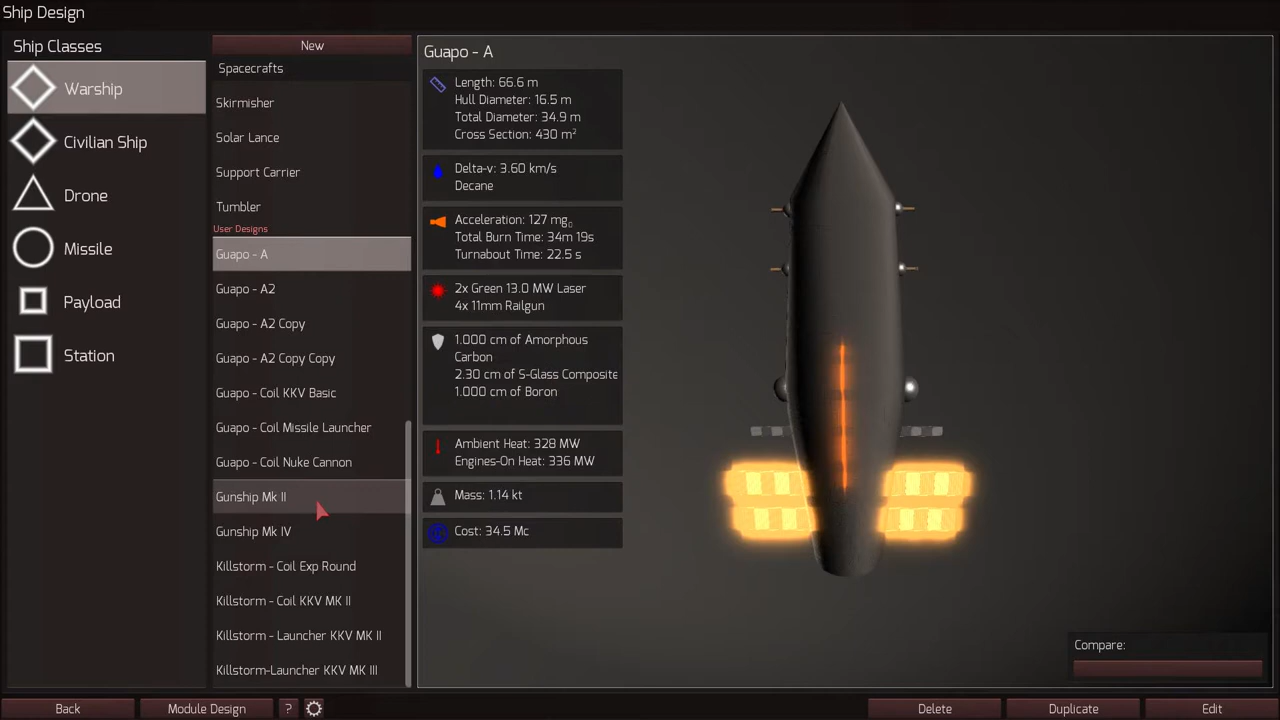 Ship Design
Ship Classes
Warship
Civilian Ship
Drone
Missile
Payload
Station
New
Spacecrafts
Skirmisher
Solar Lance
Support Carrier
Tumbler
User Designs
Guapo - A
Guapo - A2
Guapo - A2 Copy
Guapo - A2 Copy Copy
Guapo - Coil KKV Basic
Guapo - Coil Missile Launcher
Guapo - Coil Nuke Cannon
Gunship Mk II
Gunship Mk IV
Killstorm - Coil Exp Round
Killstorm - Coil KKV MK II
Killstorm - Launcher KKV MK II
Killstorm-Launcher KKV MK III
Guapo - A
Length: 66.6 m
Hull Diameter: 16.5 m
Total Diameter: 34.9 m
Cross Section: 430 m²
Delta-v: 3.60 km/s
Decane
Acceleration: 127 mg▯
Total Burn Time: 34m 19s
Turnabout Time: 22.5 s
2x Green 13.0 MW Laser
4x 11mm Railgun
1.000 cm of Amorphous
Carbon
2.30 cm of S-Glass Composite
1.000 cm of Boron
Ambient Heat: 328 MW
Engines-On Heat: 336 MW
Mass: 1.14 kt
Cost: 34.5 Mc
Compare:
Back
Module Design
?
Delete
Duplicate
Edit